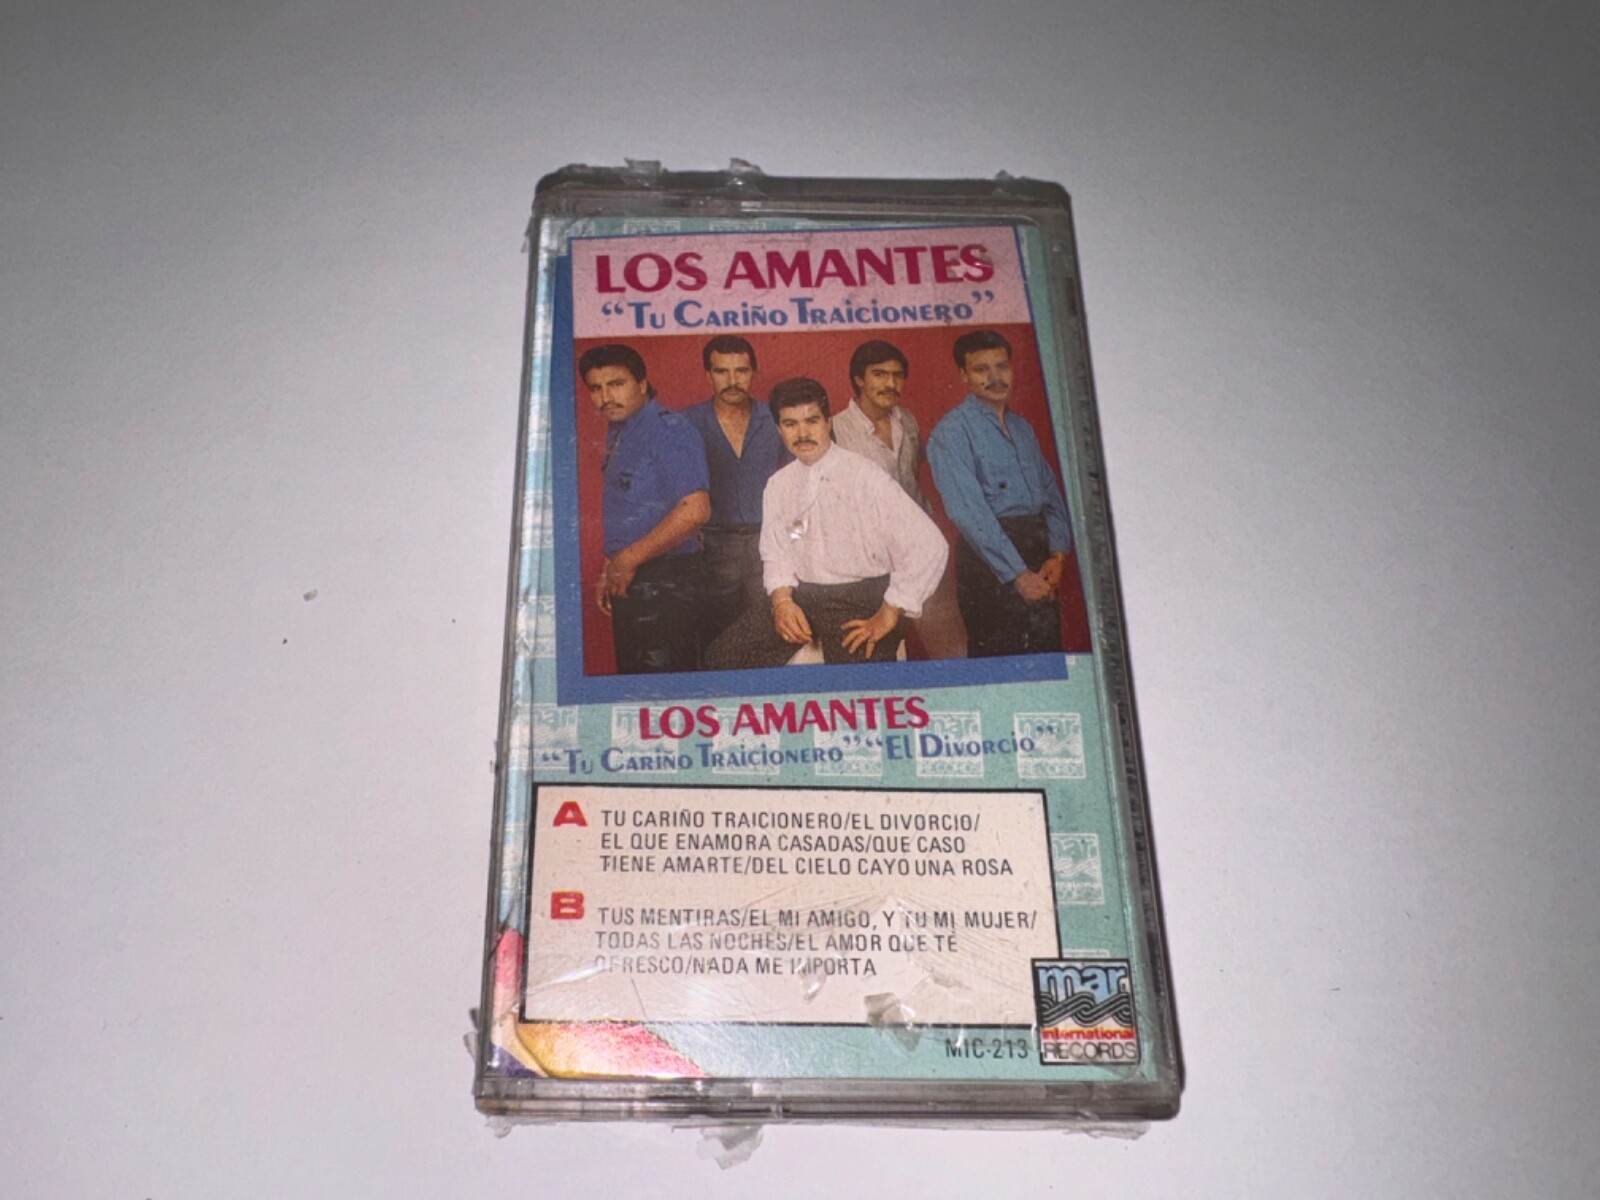 LOS AMANTES
“Tu Cariño Traicionero”
LOS AMANTES
“Tu Cariño Traicionero” “El Divorcio”
A TU CARIÑO TRAICIONERO/EL DIVORCIO/
EL QUE ENAMORA CASADAS/QUE CASO
TIENE AMARTE/DEL CIELO CAYO UNA ROSA
B TUS MENTIRAS/EL MI AMIGO, Y TU MI MUJER/
TODAS LAS NOCHES/EL AMOR QUE TE
OFRESCO/NADA ME IMPORTA
mar
international
RECORDS
MIC-213